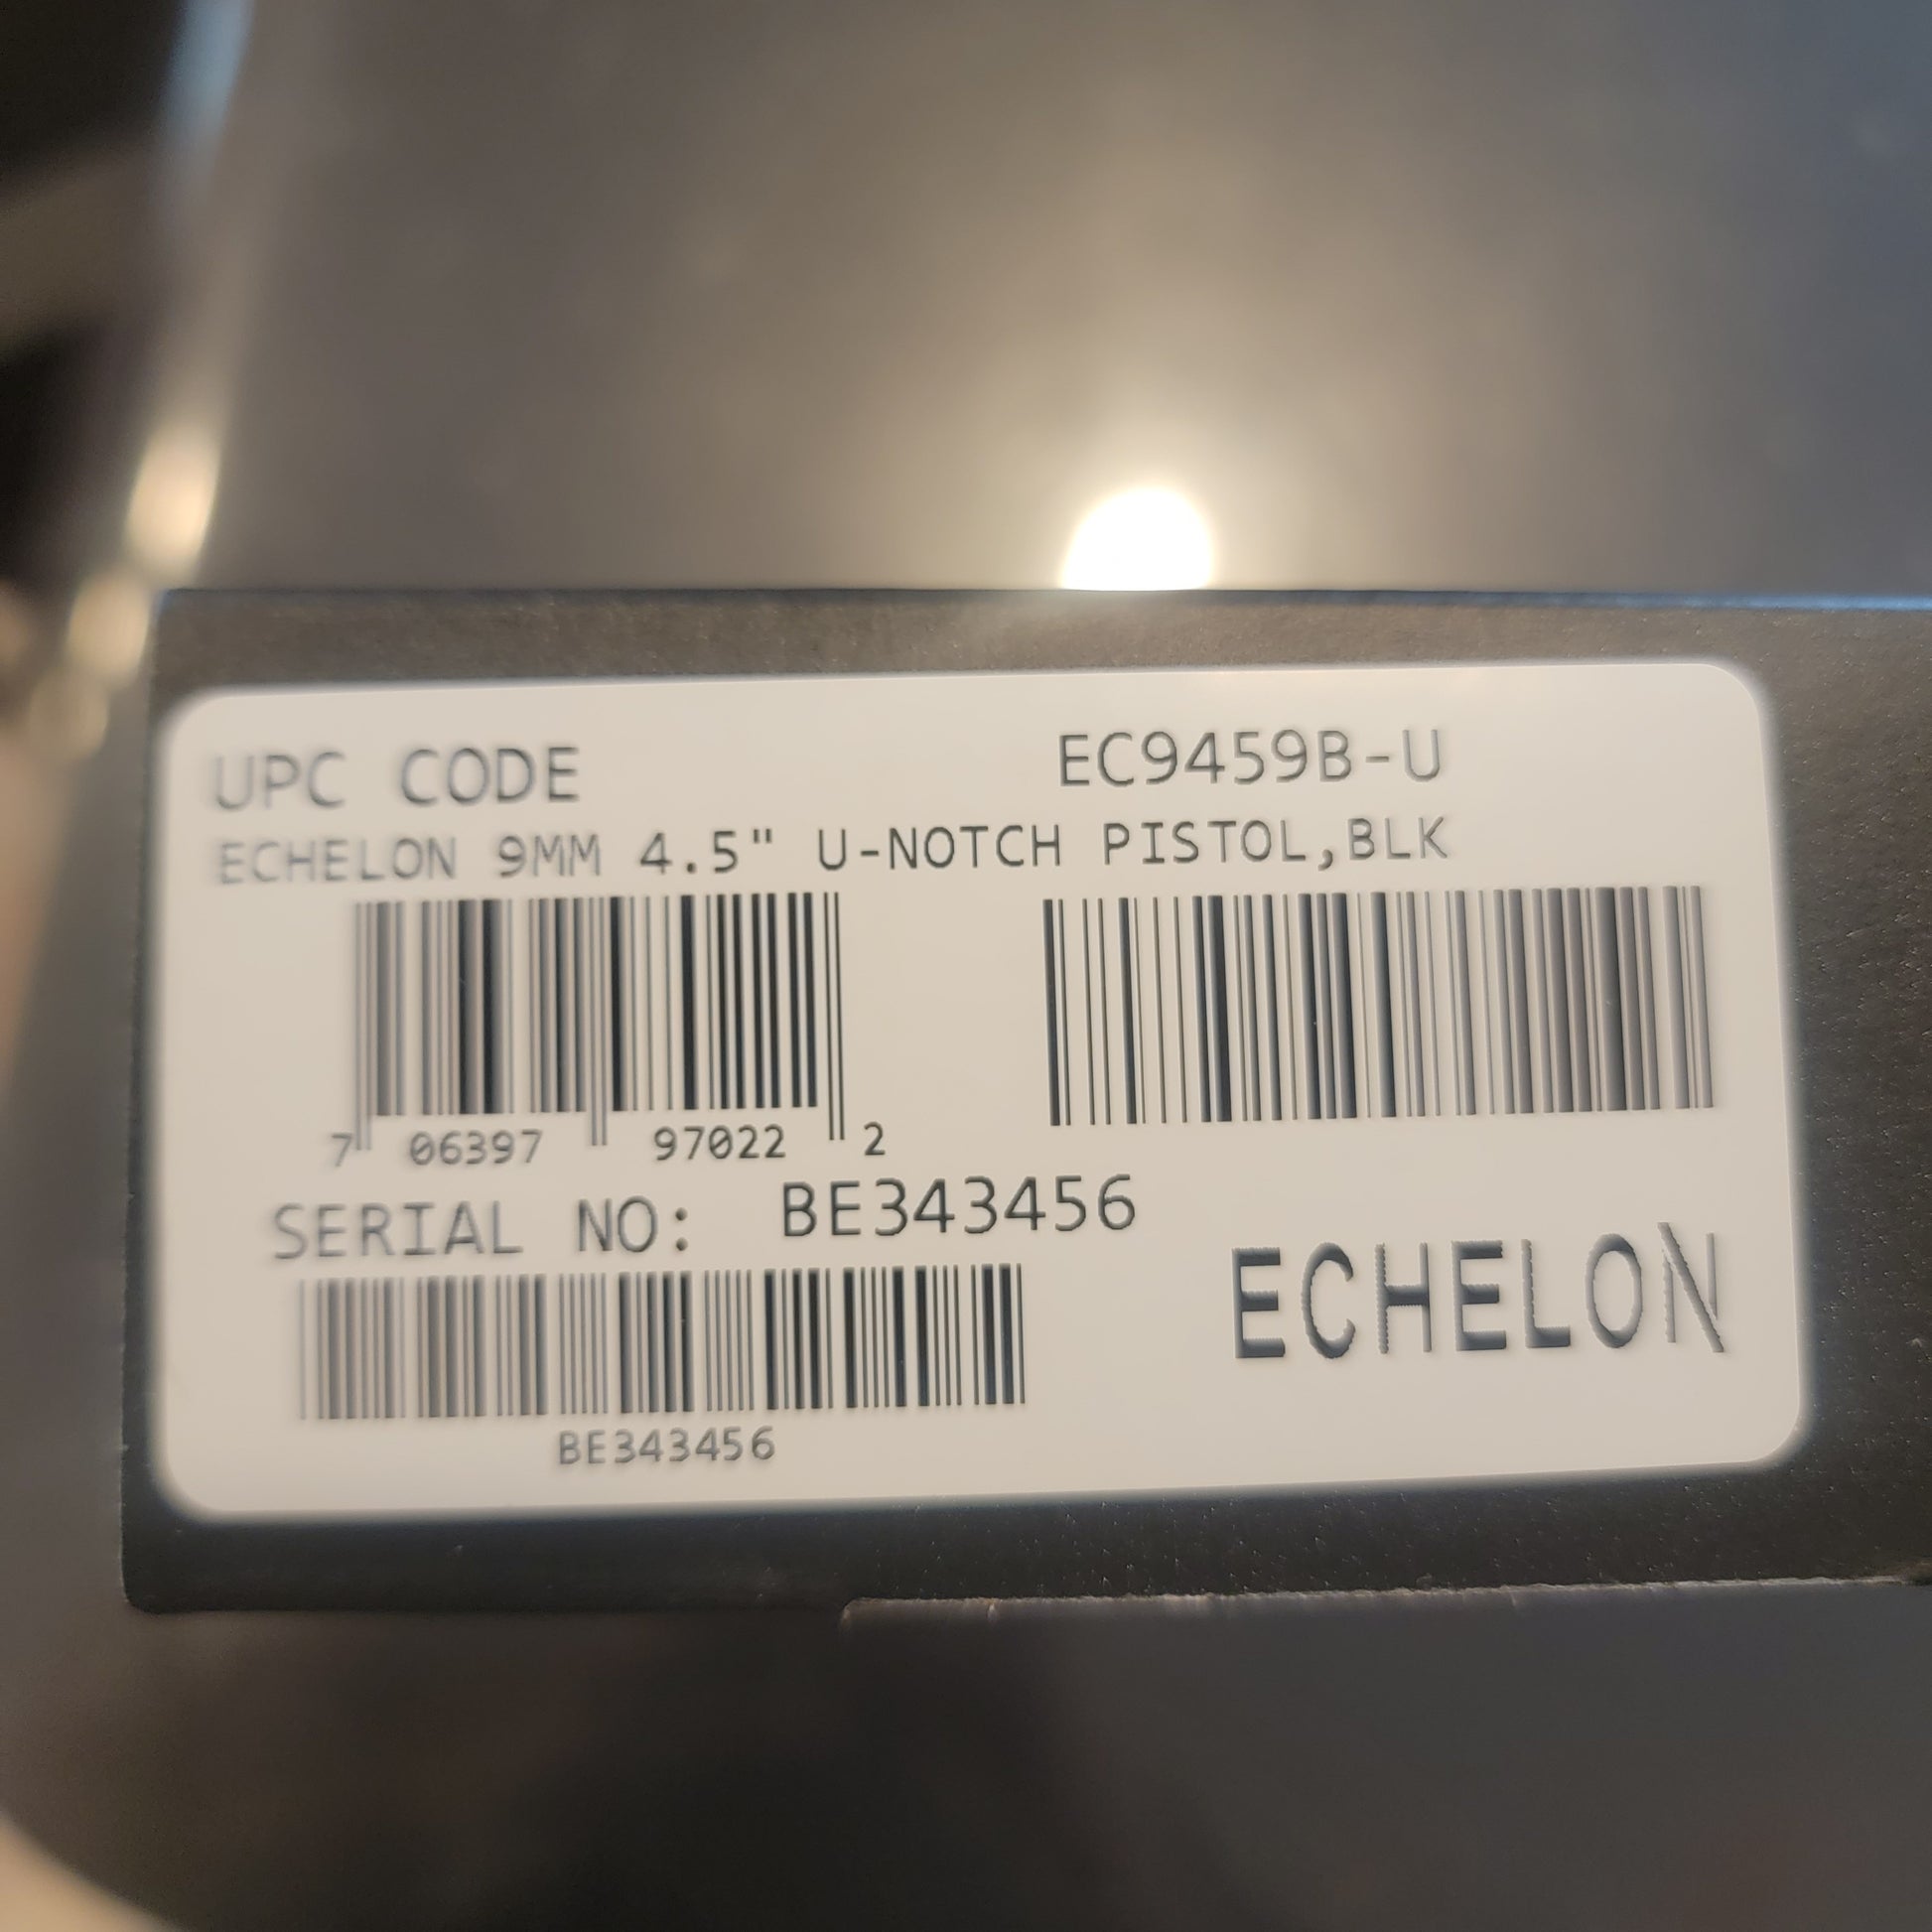 UPC CODE
EC9459B-U
ECHELON 9MM 4.5" U-NOTCH PISTOL,BLK
7 06397 97022 2
SERIAL NO: BE343456
BE343456
ECHELON